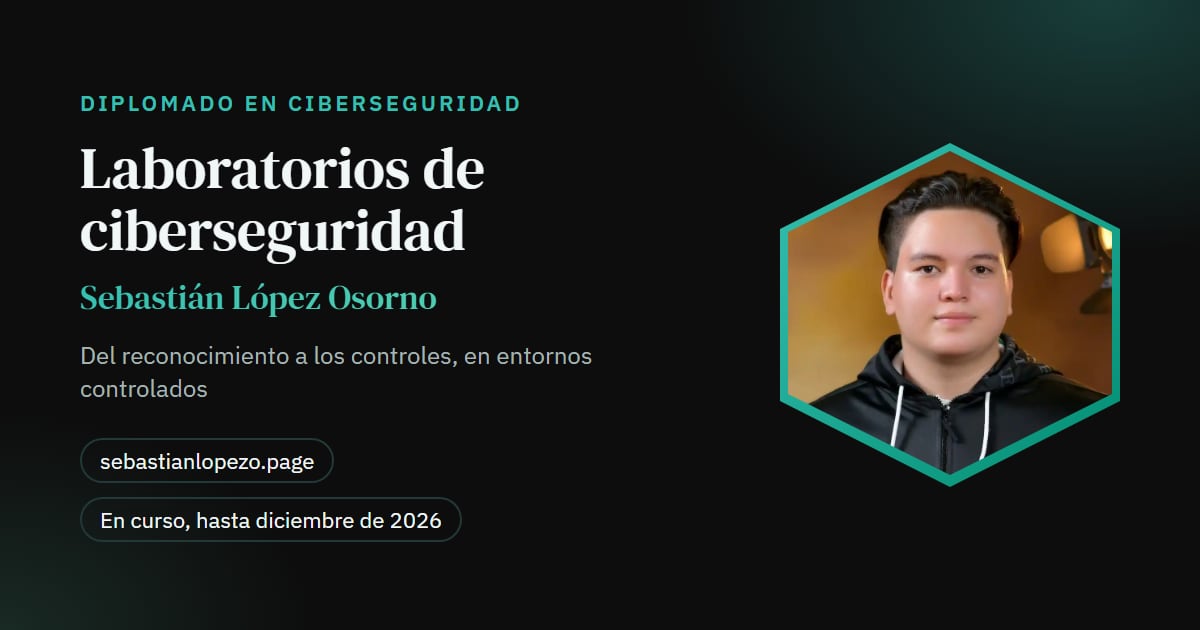 DIPLOMADO EN CIBERSEGURIDAD
Laboratorios de
ciberseguridad
Sebastián López Osorno
Del reconocimiento a los controles, en entornos
controlados
sebastianlopezo.page
En curso, hasta diciembre de 2026